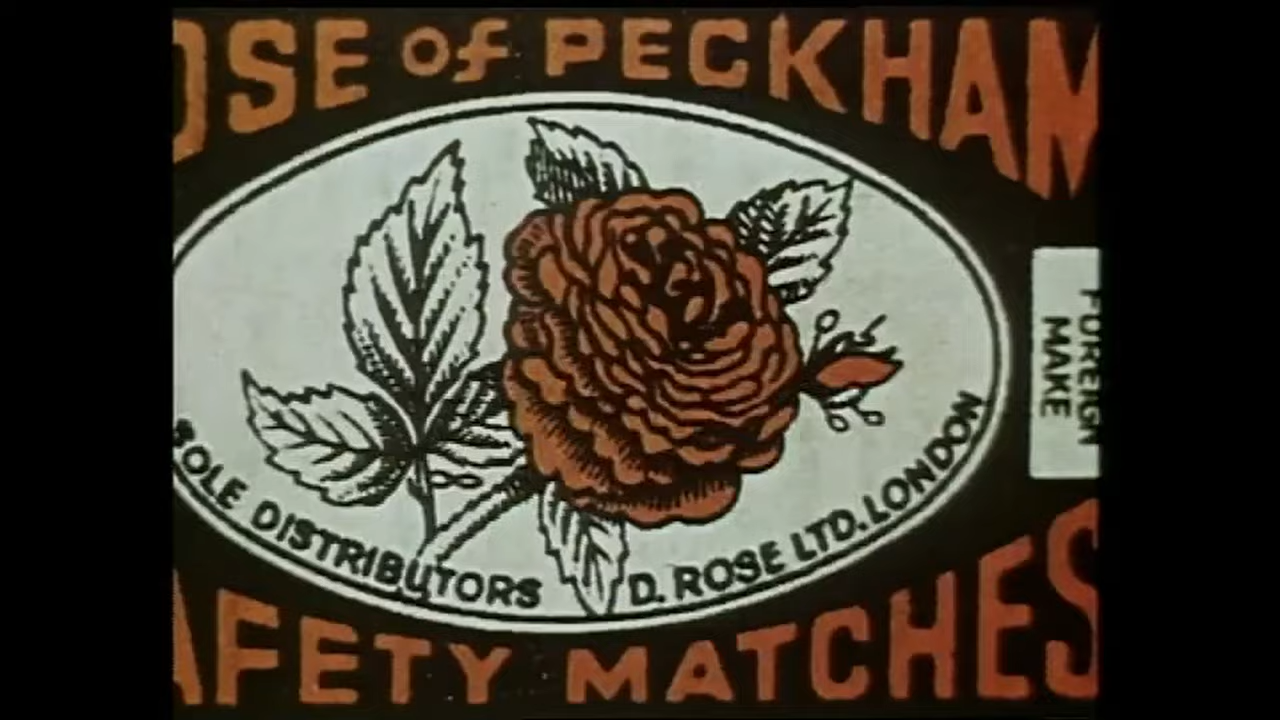 OSE of PECKHAM
FOREIGN
MAKE
SOLE DISTRIBUTORS D. ROSE LTD. LONDON
AFETY MATCHES